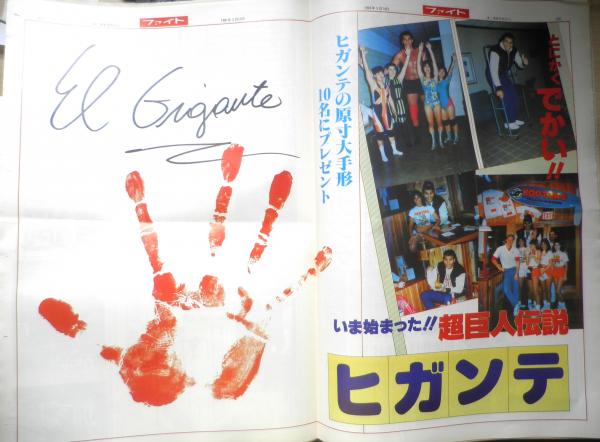 ファイト
El Gigante
ファイト
とにかくでかい!!
ヒガンテの原寸大手形
10名にプレゼント
いま始まった!!超巨人伝説
ヒガンテ